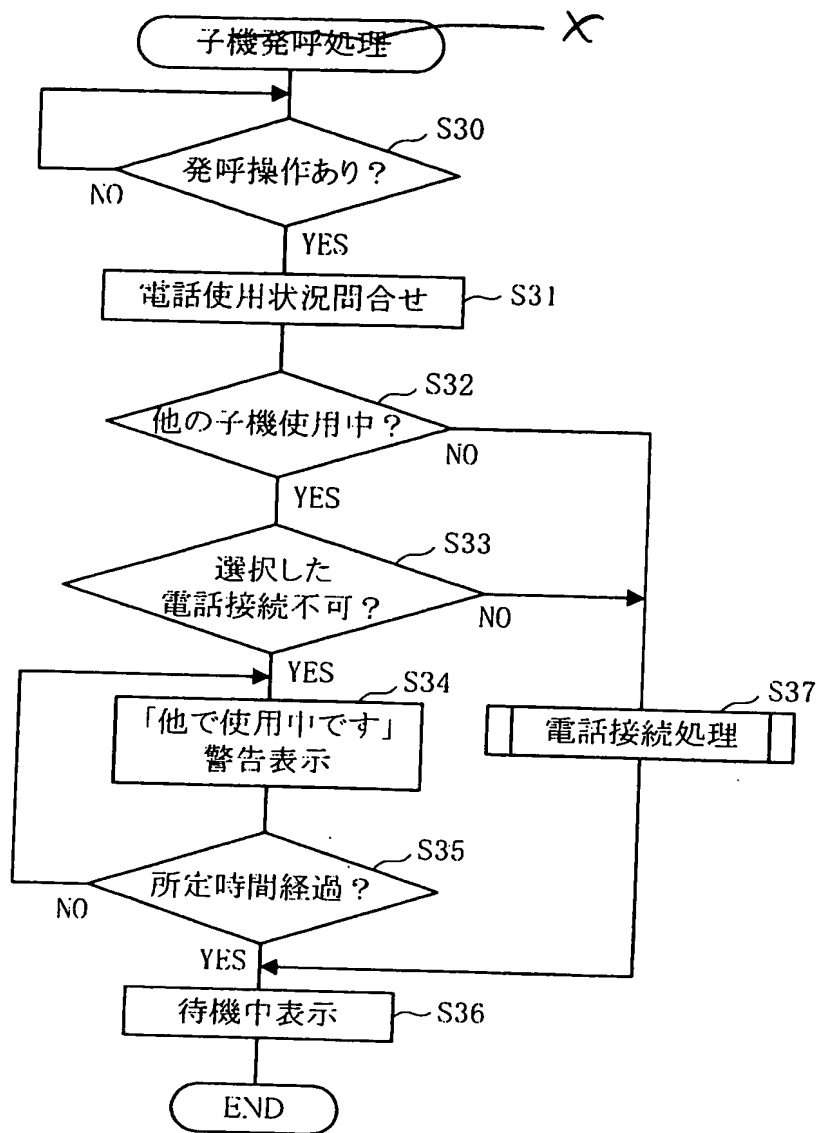 子機発呼処理
X
S30
発呼操作あり?
NO
YES
電話使用状況問合せ
S31
S32
他の子機使用中?
NO
YES
S33
選択した
電話接続不可?
NO
YES
S34
「他で使用中です」
警告表示
S37
電話接続処理
S35
所定時間経過?
NO
YES
待機中表示
S36
END